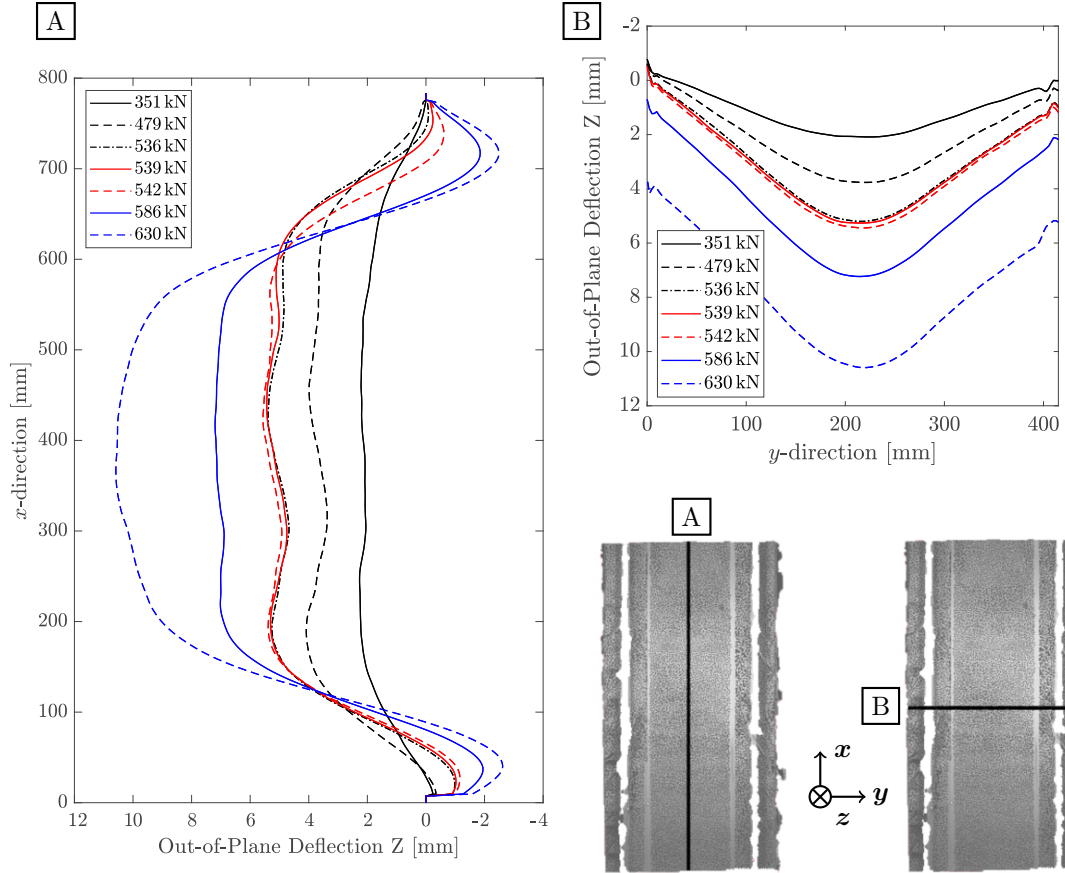 A
800
700
600
500
400
300
200
100
0
x-direction [mm]
351 kN
479 kN
536 kN
539 kN
542 kN
586 kN
630 kN
12 10 8 6 4 2 0 -2 -4
Out-of-Plane Deflection Z [mm]
B
-2
0
2
4
6
8
10
12
Out-of-Plane Deflection Z [mm]
351 kN
479 kN
536 kN
539 kN
542 kN
586 kN
630 kN
0 100 200 300 400
y-direction [mm]
A
B
x
y
z